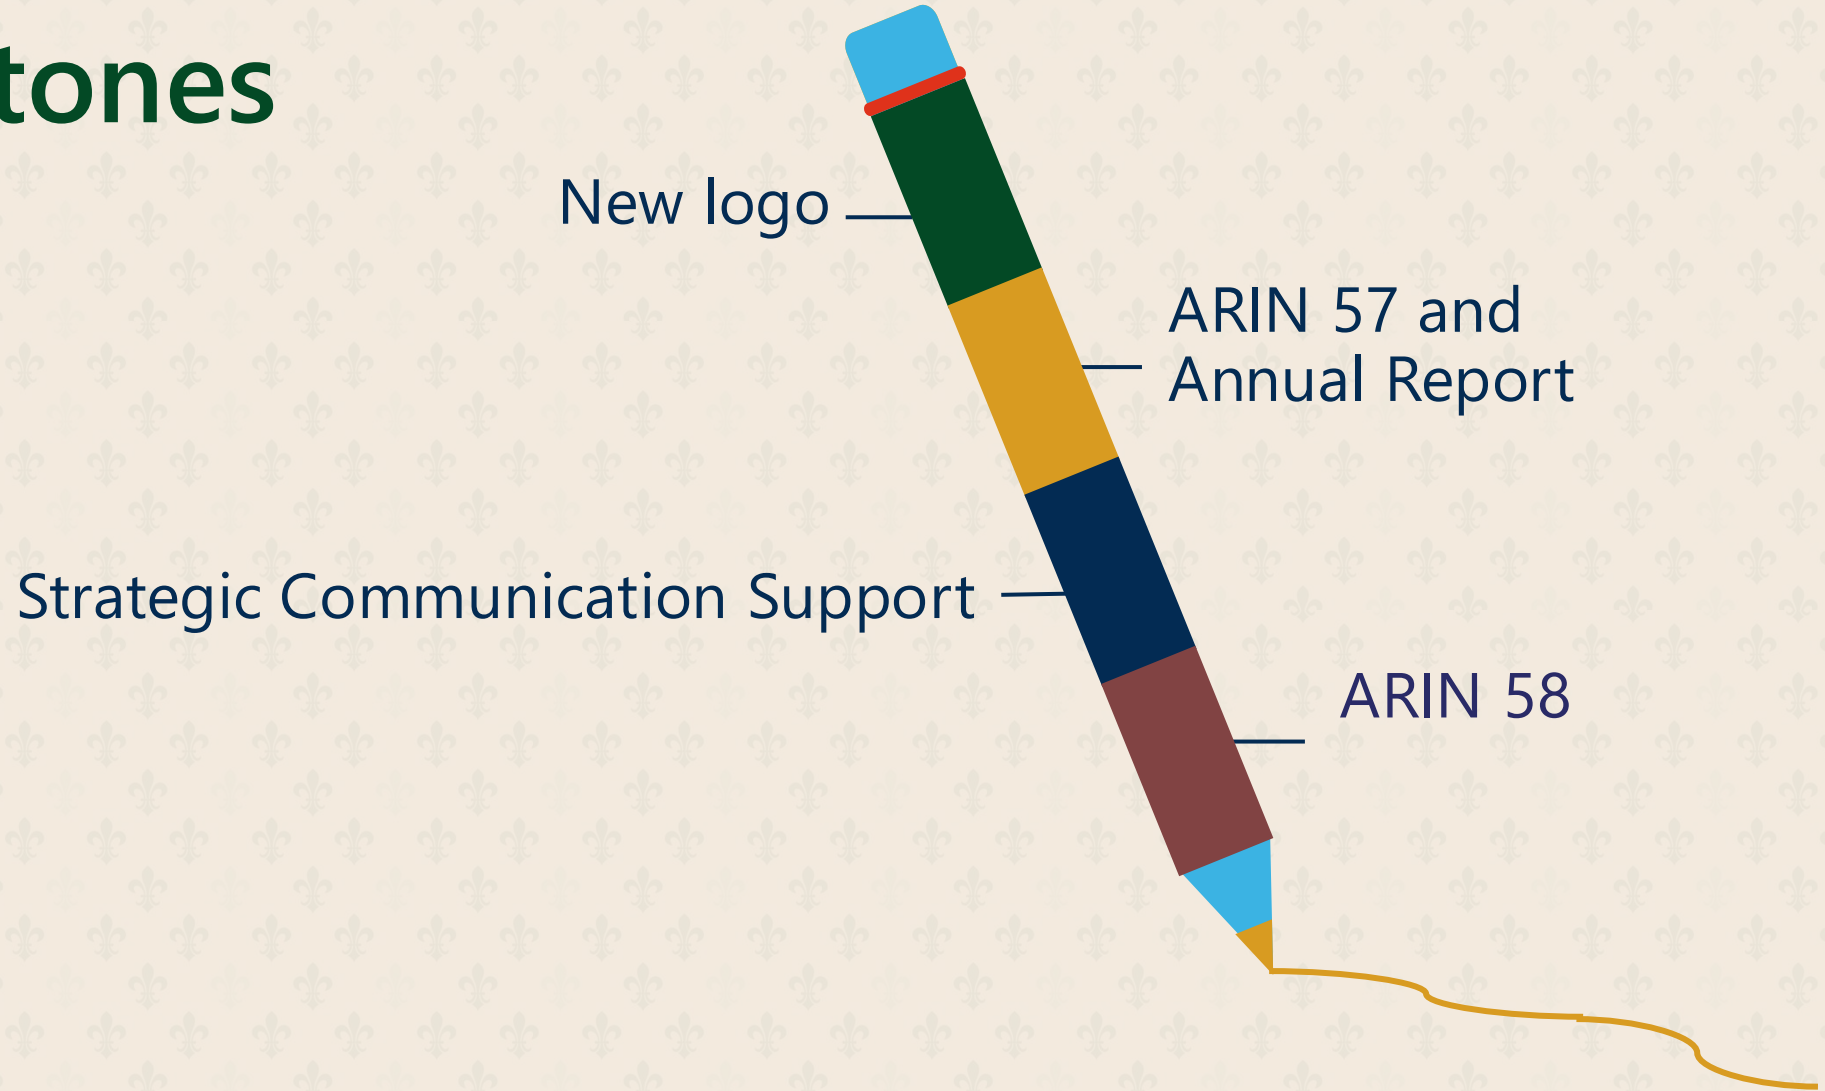 tones
New logo
ARIN 57 and
Annual Report
Strategic Communication Support
ARIN 58